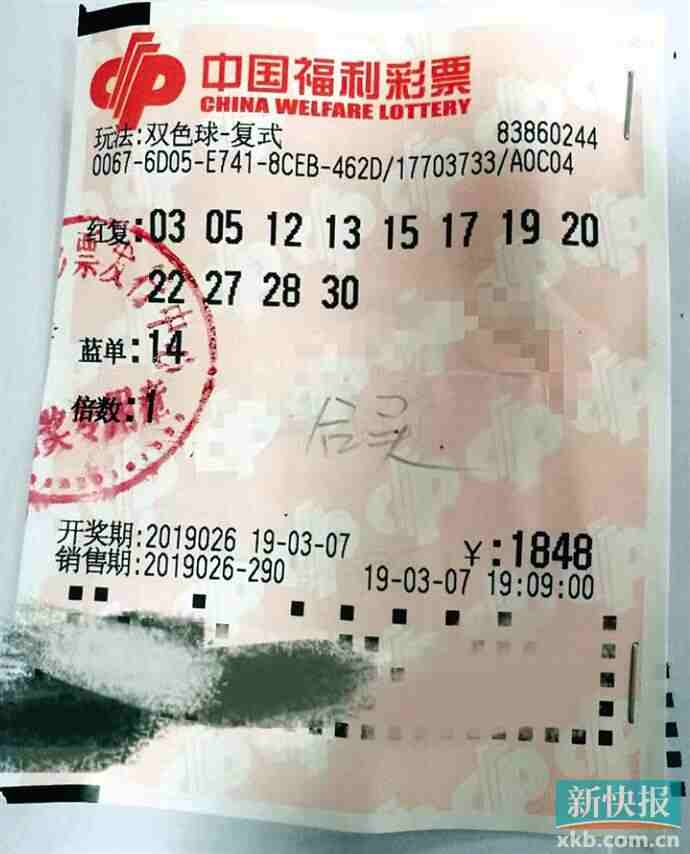 中国福利彩票
CHINA WELFARE LOTTERY
玩法:双色球-复式 83860244
0067-6D05-E741-8CEB-462D/17703733/A0C04
红复:03 05 12 13 15 17 19 20
22 27 28 30
蓝单:14
倍数:1
开奖期:2019026 19-03-07 ¥:1848
销售期:2019026-290 19-03-07 19:09:00
新快报
xkb.com.cn